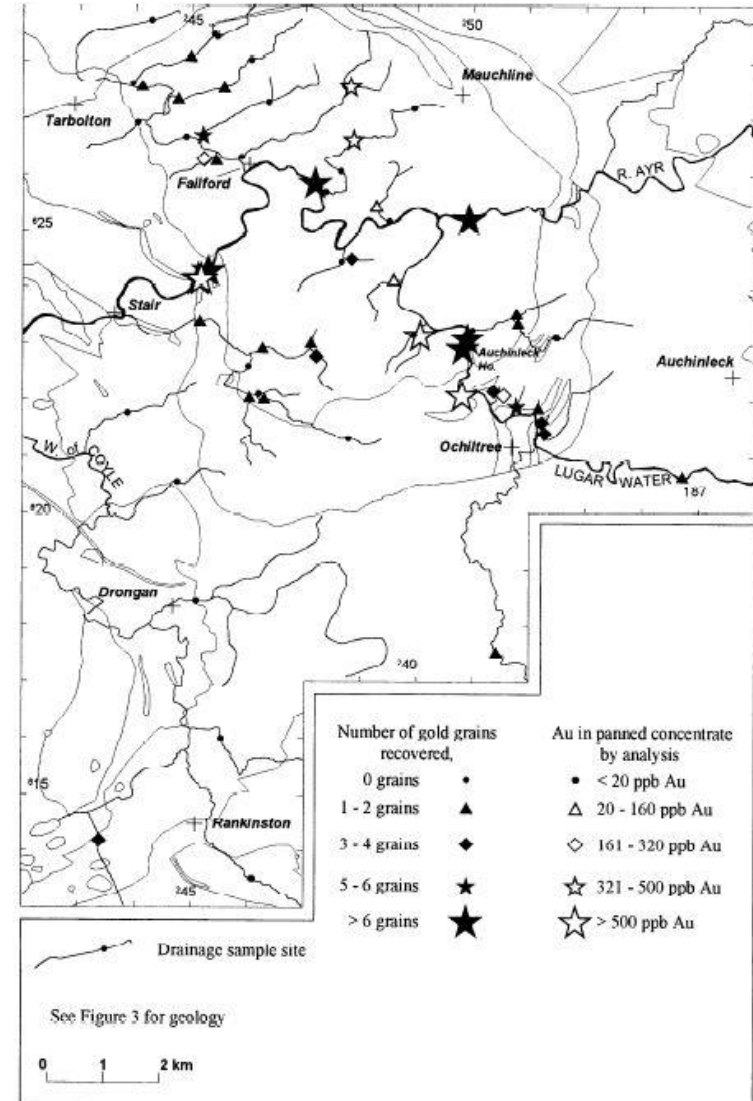 ²45
²50
Mauchline
Tarbolton
Failford
R. AYR
⁶25
Stair
Auchinleck
Ho.
Auchinleck
Ochiltree
W. of COYLE
LUGAR WATER
187
⁶20
Drongan
²40
Number of gold grains
recovered,
0 grains
1 - 2 grains
3 - 4 grains
5 - 6 grains
> 6 grains
Au in panned concentrate
by analysis
< 20 ppb Au
20 - 160 ppb Au
161 - 320 ppb Au
321 - 500 ppb Au
> 500 ppb Au
⁶15
Rankinston
²45
Drainage sample site
See Figure 3 for geology
0 1 2 km